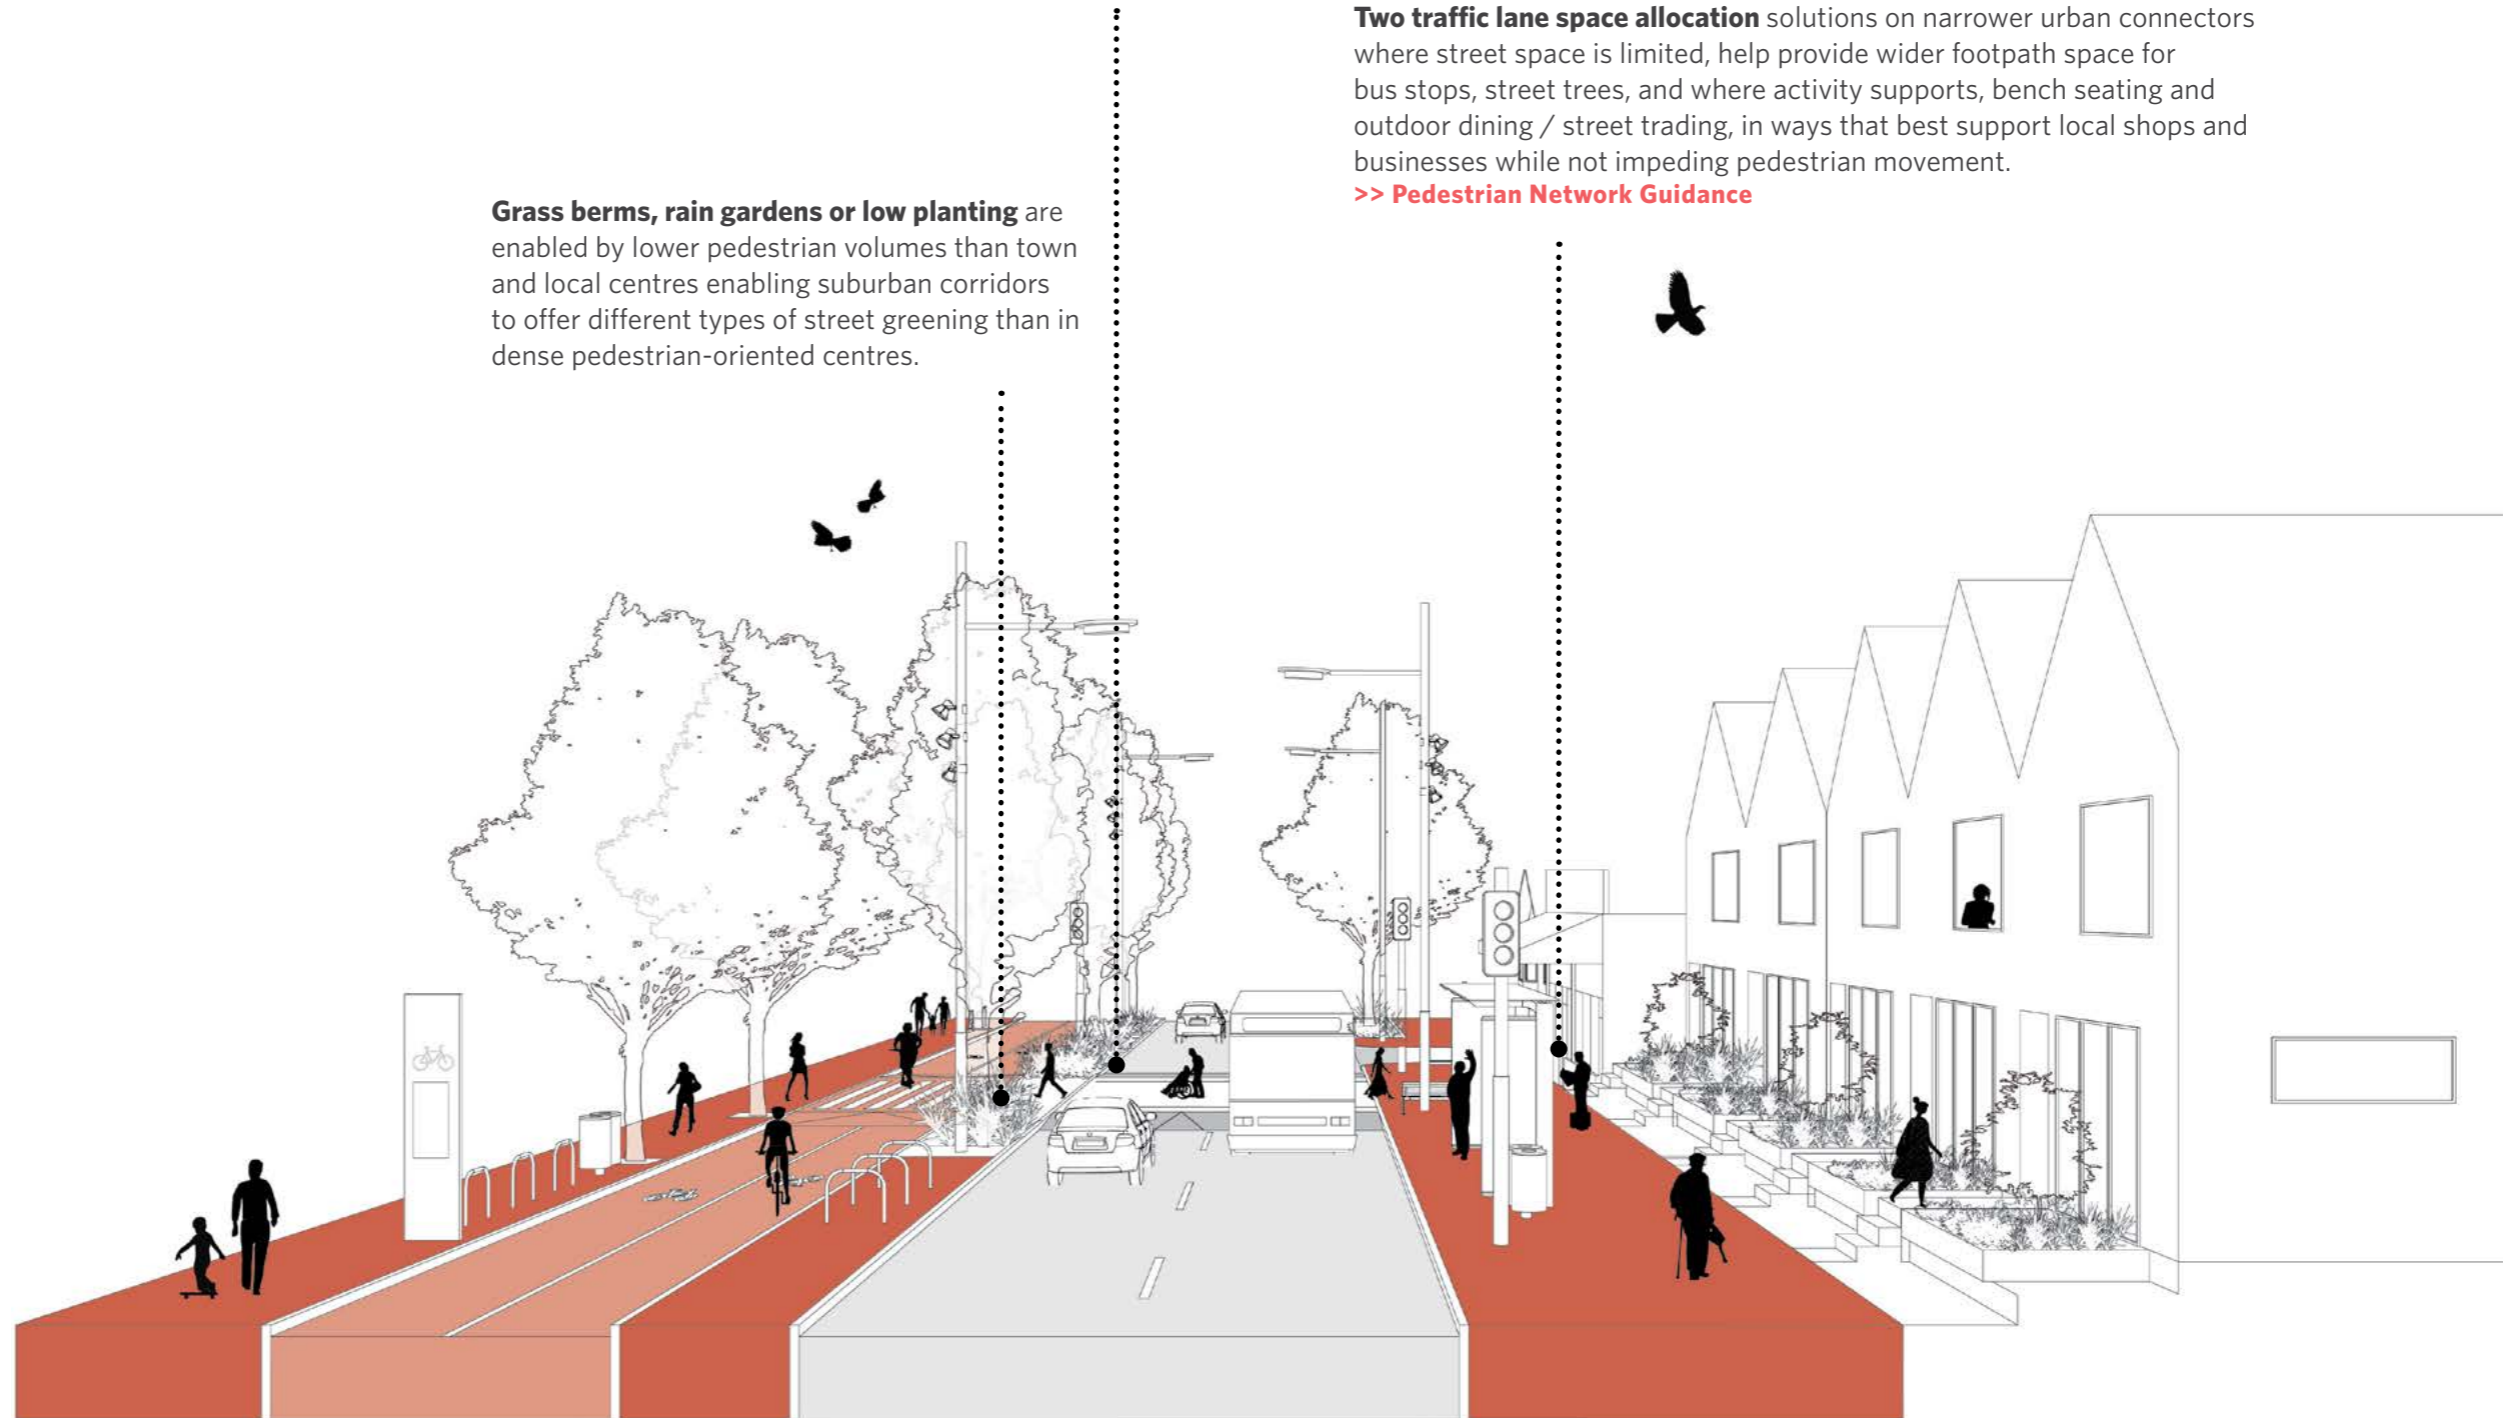 Two traffic lane space allocation solutions on narrower urban connectors
where street space is limited, help provide wider footpath space for
bus stops, street trees, and where activity supports, bench seating and
outdoor dining / street trading, in ways that best support local shops and
businesses while not impeding pedestrian movement.
>> Pedestrian Network Guidance
Grass berms, rain gardens or low planting are
enabled by lower pedestrian volumes than town
and local centres enabling suburban corridors
to offer different types of street greening than in
dense pedestrian-oriented centres.